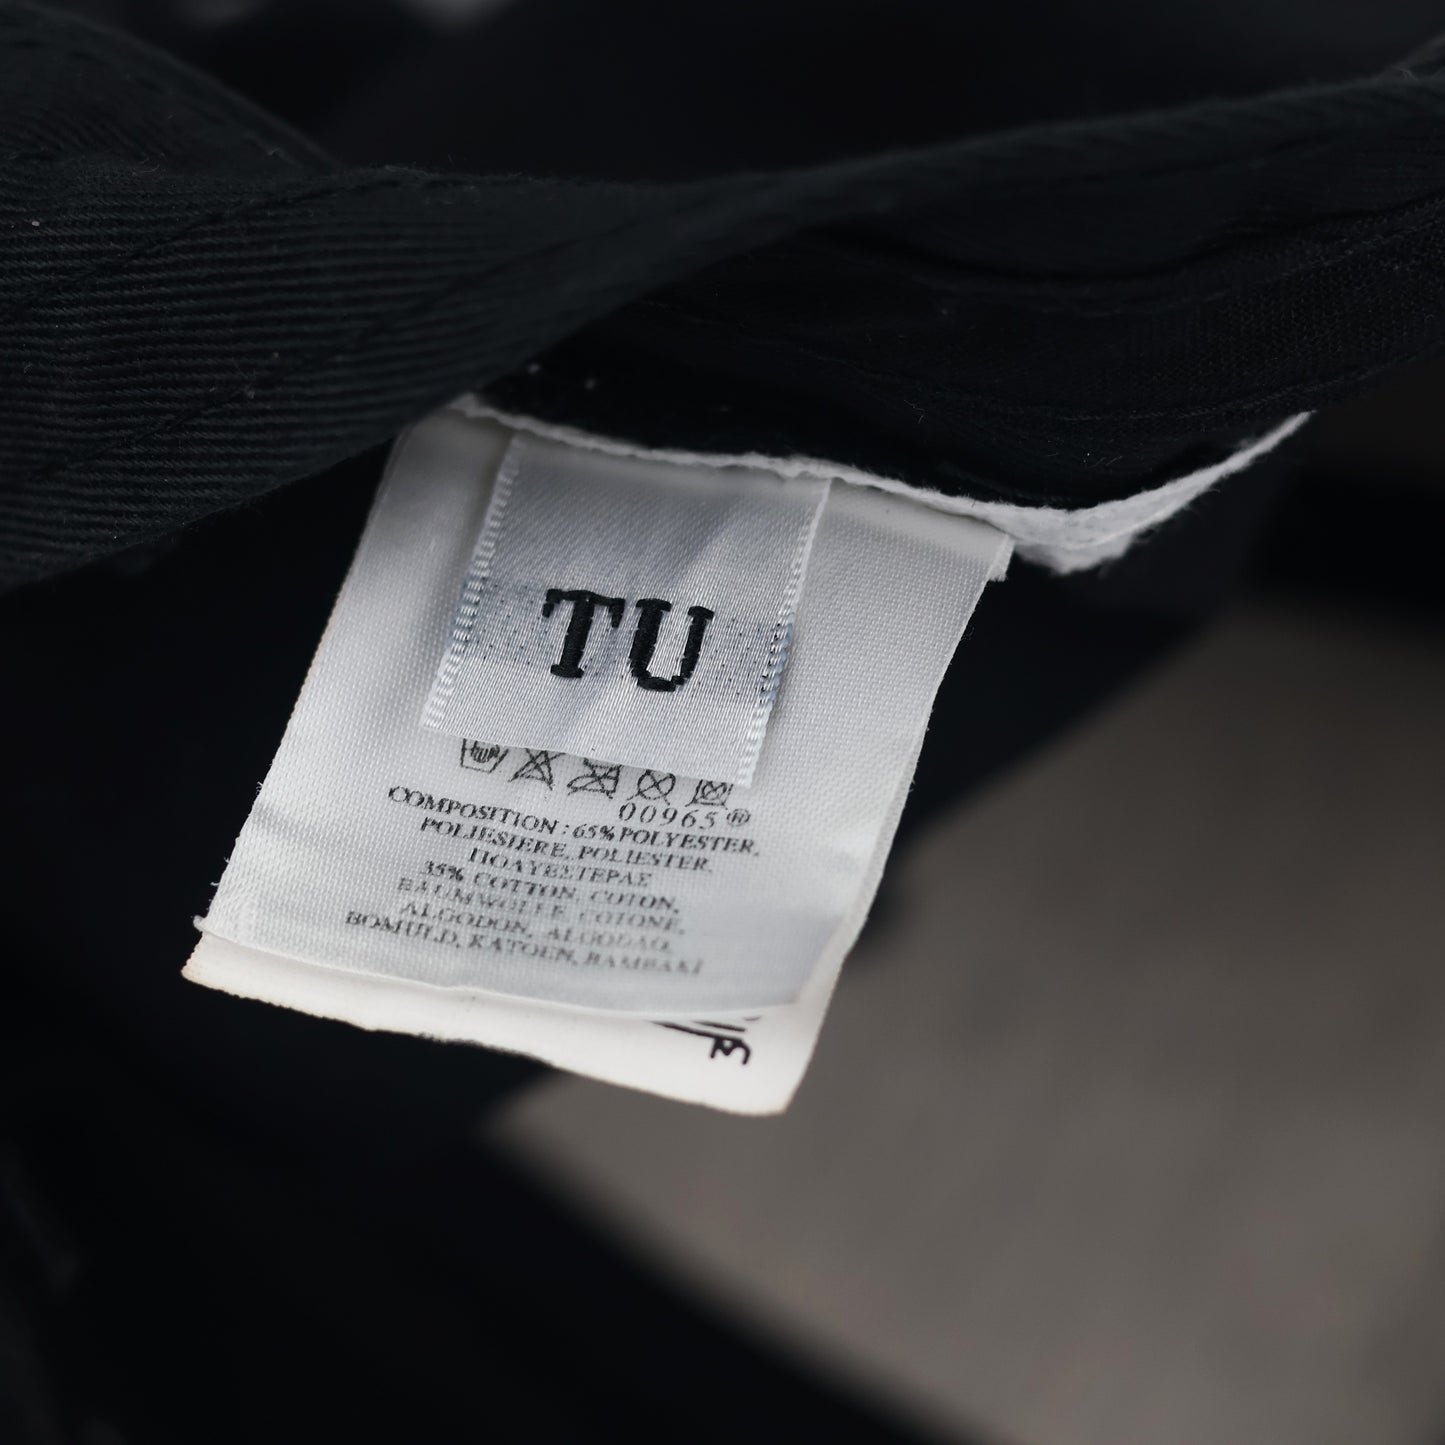 TU
00965®
COMPOSITION : 65% POLYESTER,
POLIESTERE, POLIESTER,
ΠΟΛΥΕΣΤΕΡΑΣ
35% COTTON, COTON,
BAUMWOLLE, COTONE,
ALGODON, ALGODAO,
BOMULD, KATOEN, BAMBAKI